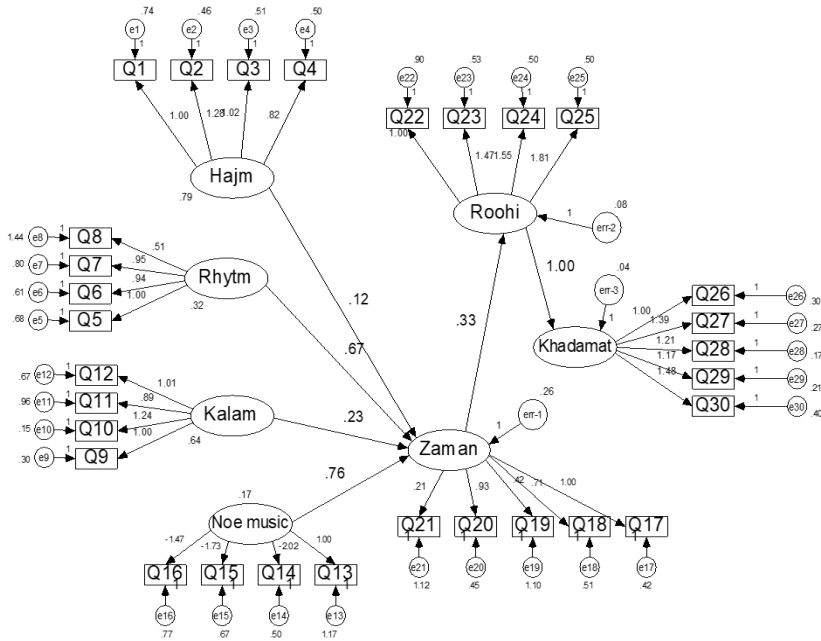 .74 .46 .51 .50
e1 e2 e3 e4
1 1 1 1
Q1 Q2 Q3 Q4
1.00 1.02 .82
Hajm
.79
.90 .53 .50 .50
e22 e23 e24 e25
1 1 1 1
Q22 Q23 Q24 Q25
1.00 1.47 1.55 1.81
Roohi
1 err-2 .08
1.00
.04
err-3
1
Khadamat
Q26 1 e26 .30
Q27 1 e27 .27
Q28 1 e28 .17
Q29 1 e29 .21
Q30 1 e30 .40
1.00
1.39
1.21
1.17
1.48
1.44 e8 1 Q8
.80 e7 1 Q7
.61 e6 1 Q6
.68 e5 1 Q5
.51
.95
.94
1.00
Rhytm
.32
.12
.67
.33
.67 e12 1 Q12
.96 e11 1 Q11
.15 e10 1 Q10
.30 e9 1 Q9
1.01
.89
1.24
1.00
Kalam
.64
.23
.76
.26
err-1
1
Zaman
.21 .93 .42 .71 1.00
Q21 Q20 Q19 Q18 Q17
1 1 1 1 1
e21 e20 e19 e18 e17
1.12 .45 1.10 .51 .42
.17
Noe music
-1.47 -1.73 -2.02 1.00
Q16 Q15 Q14 Q13
1 1 1 1
e16 e15 e14 e13
.77 .67 .50 1.17